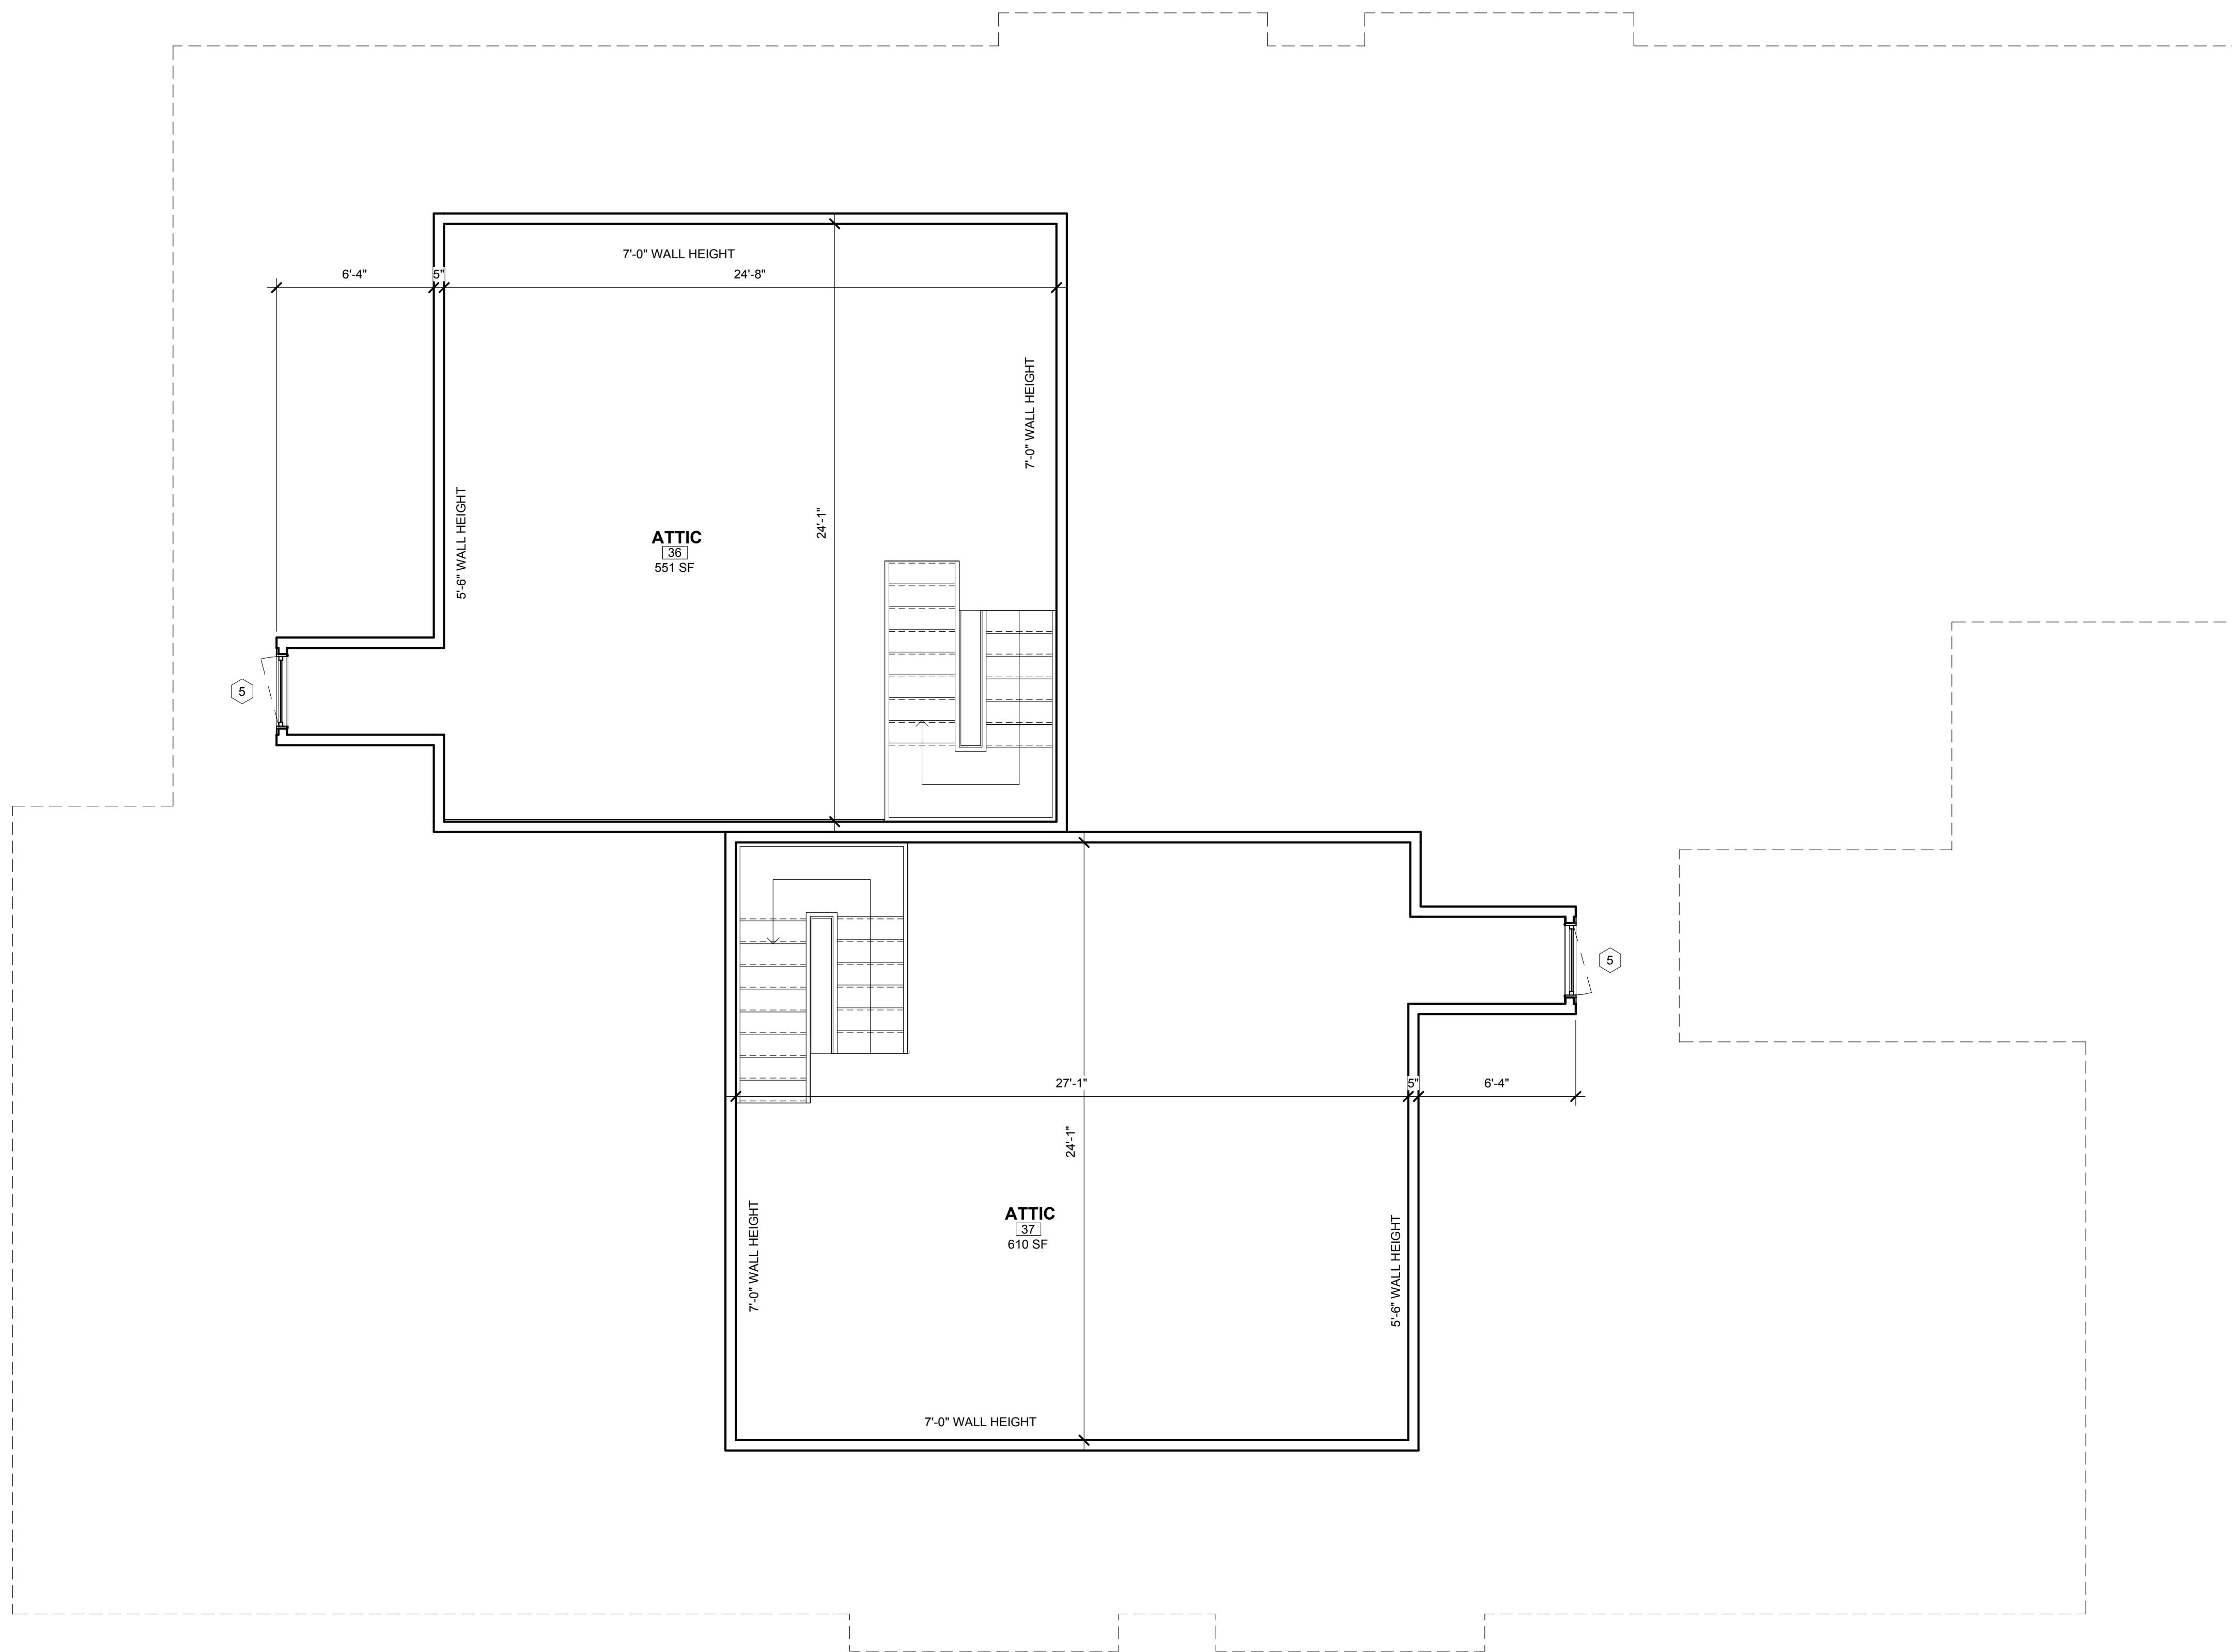 7'-0" WALL HEIGHT
6'-4"
5"
24'-8"
7'-0" WALL HEIGHT
5'-6" WALL HEIGHT
24'-1"
ATTIC
36
551 SF
5
5
27'-1"
5"
6'-4"
24'-1"
7'-0" WALL HEIGHT
ATTIC
37
610 SF
5'-6" WALL HEIGHT
7'-0" WALL HEIGHT